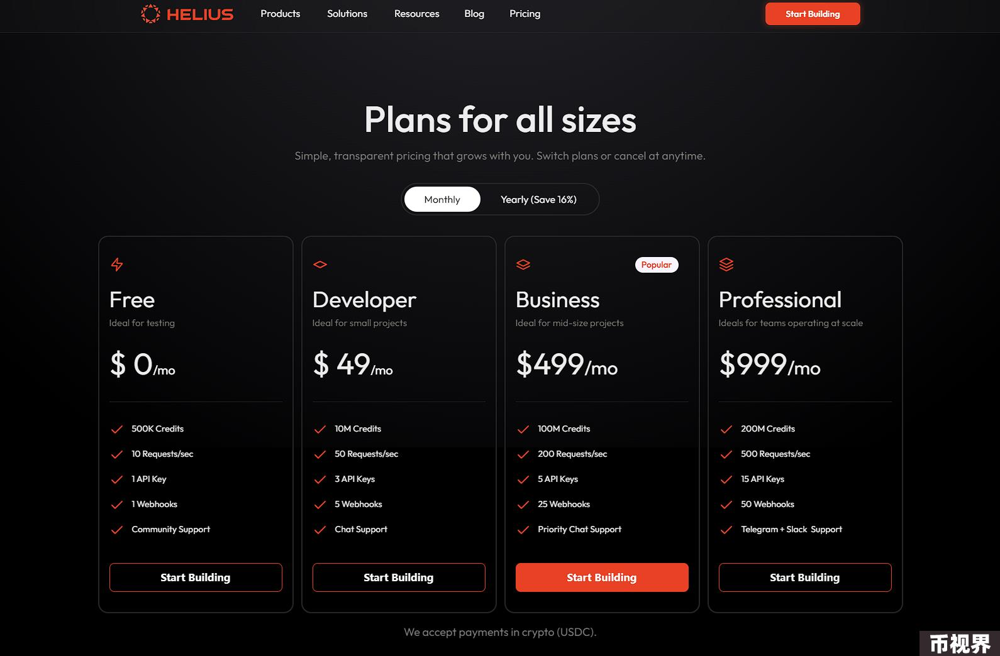 HELIUS
Products
Solutions
Resources
Blog
Pricing
Start Building
Plans for all sizes
Simple, transparent pricing that grows with you. Switch plans or cancel at anytime.
Monthly
Yearly (Save 16%)
Free
Ideal for testing
$ 0/mo
500K Credits
10 Requests/sec
1 API Key
1 Webhooks
Community Support
Start Building
Developer
Ideal for small projects
$ 49/mo
10M Credits
50 Requests/sec
3 API Keys
5 Webhooks
Chat Support
Start Building
Popular
Business
Ideal for mid-size projects
$499/mo
100M Credits
200 Requests/sec
5 API Keys
25 Webhooks
Priority Chat Support
Start Building
Professional
Ideals for teams operating at scale
$999/mo
200M Credits
500 Requests/sec
15 API Keys
50 Webhooks
Telegram + Slack Support
Start Building
We accept payments in crypto (USDC).
币视界